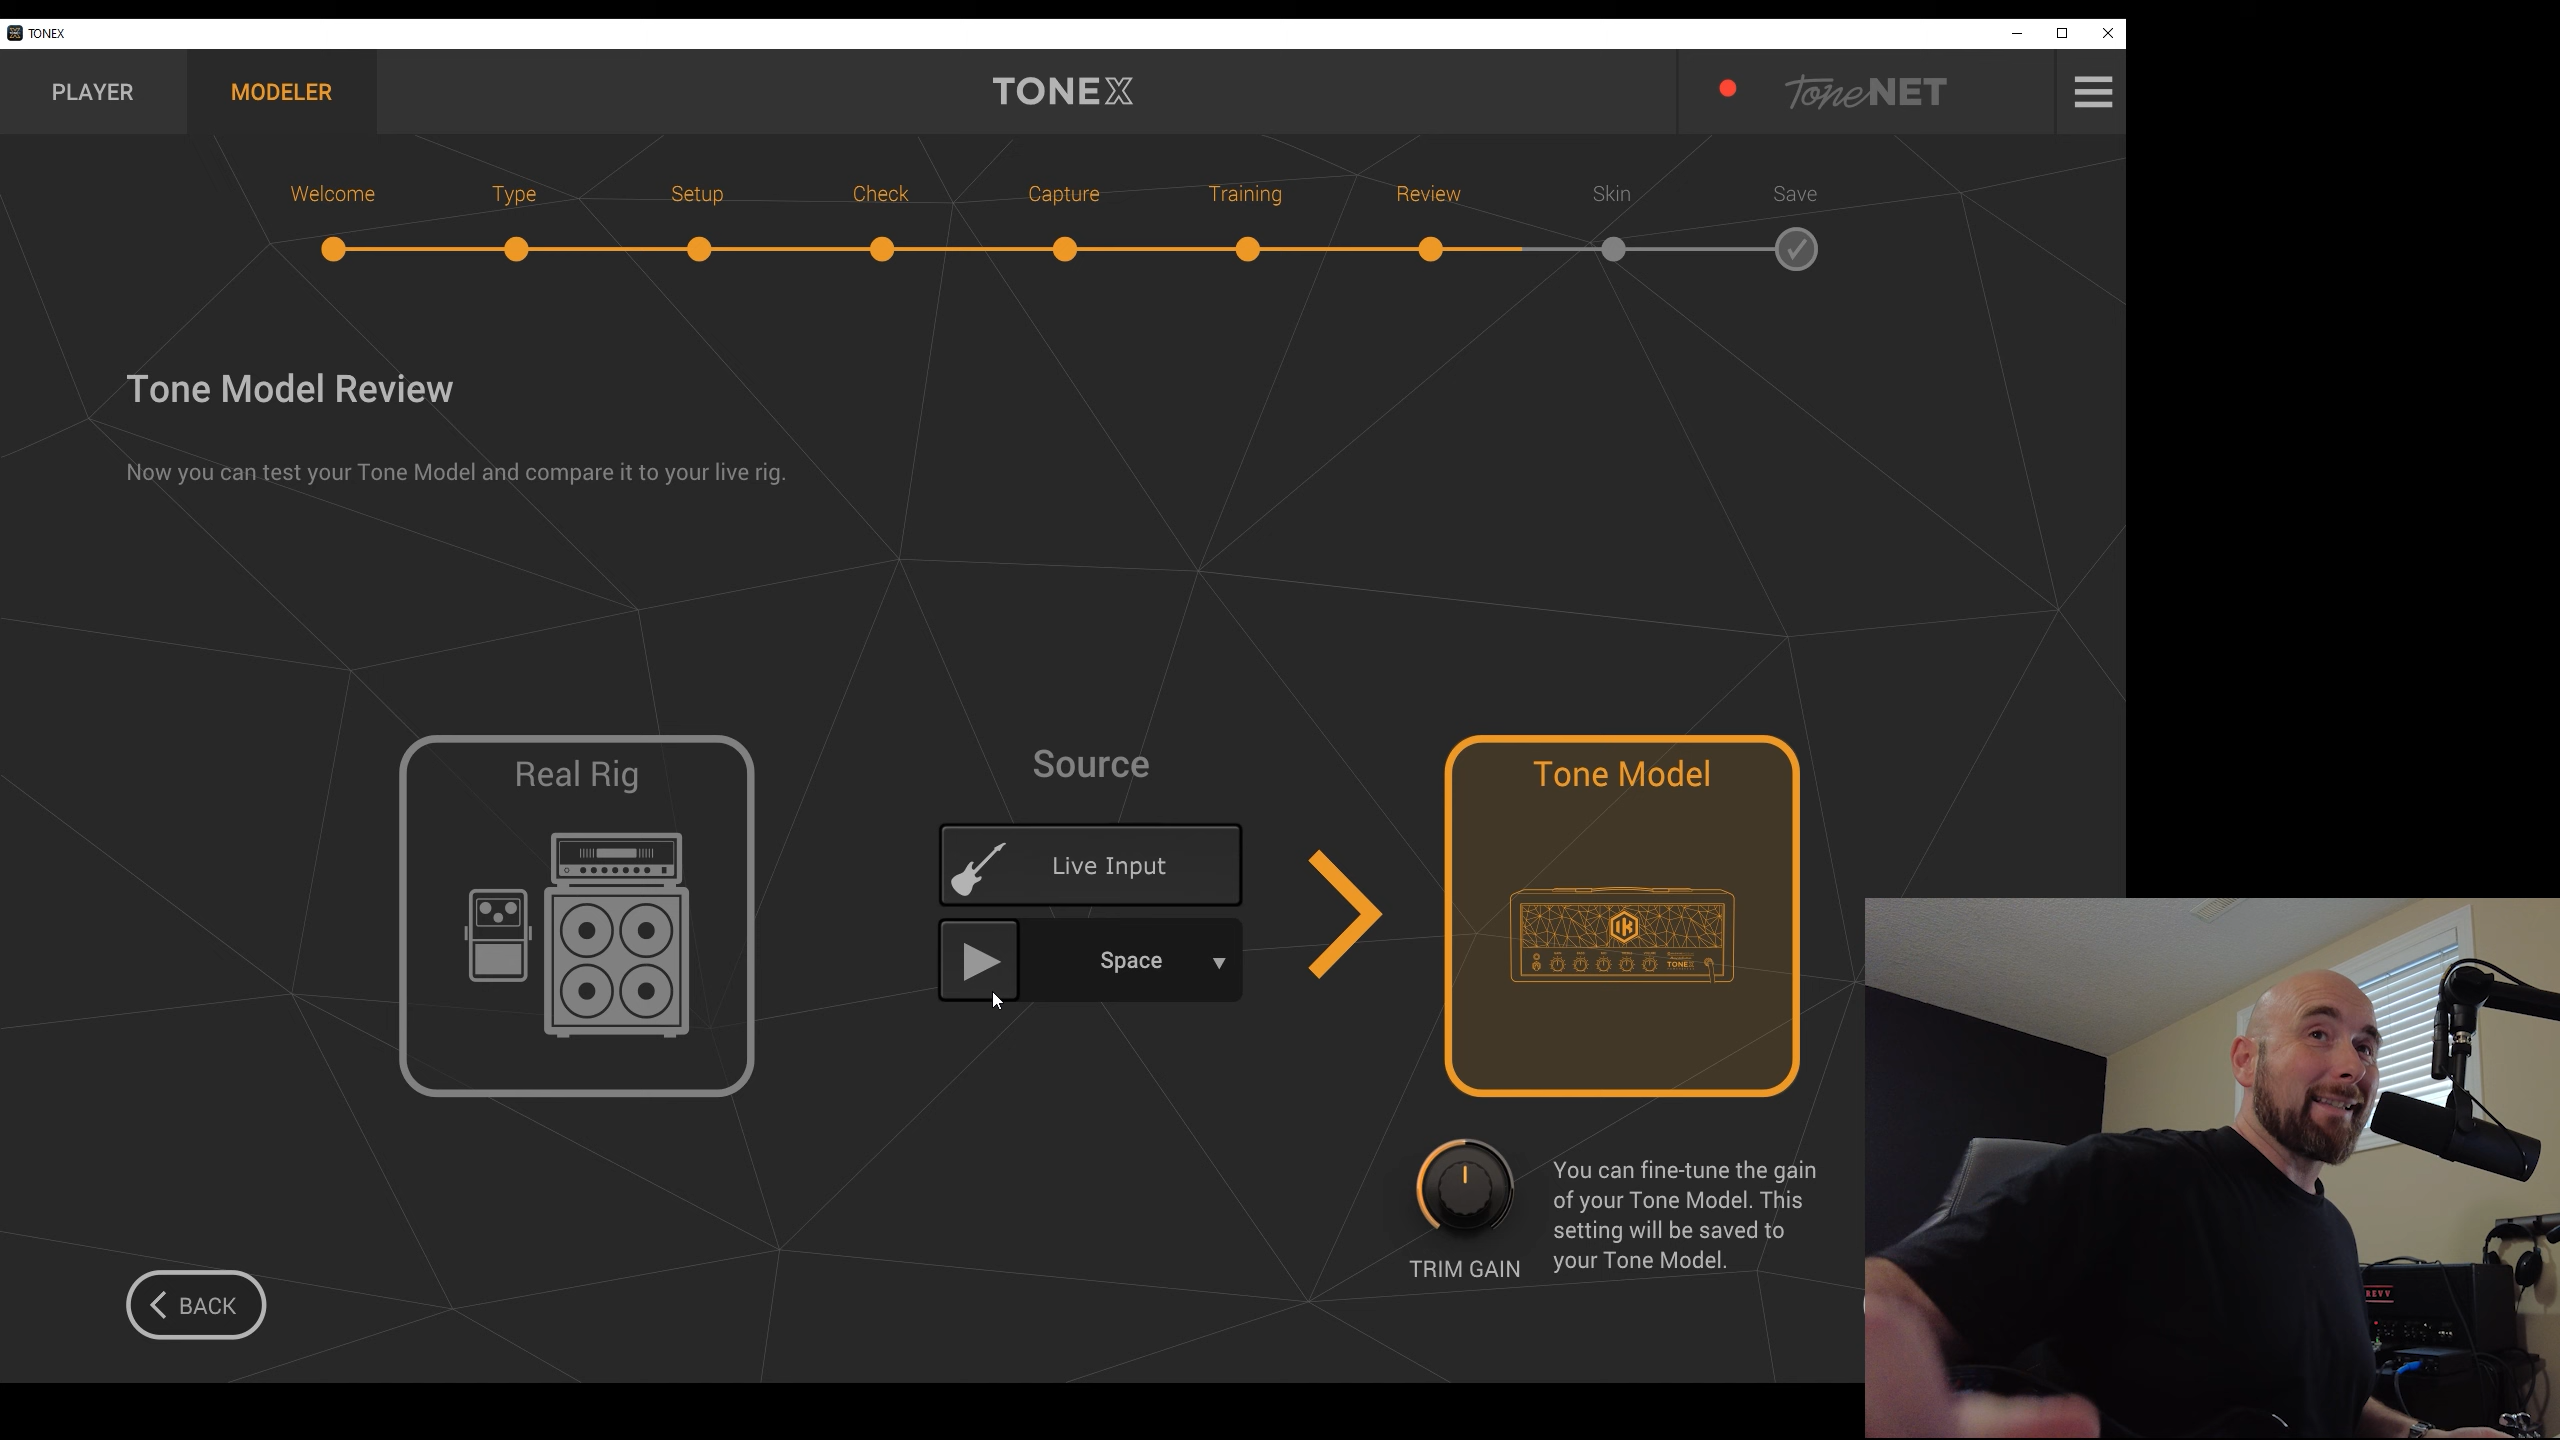 TONEX
PLAYER
MODELER
TONEX
ToneNET
Welcome
Type
Setup
Check
Capture
Training
Review
Skin
Save
Tone Model Review
Now you can test your Tone Model and compare it to your live rig.
Real Rig
Source
Live Input
Space
Tone Model
IK
TONEX
TRIM GAIN
You can fine-tune the gain
of your Tone Model. This
setting will be saved to
your Tone Model.
BACK
REVV